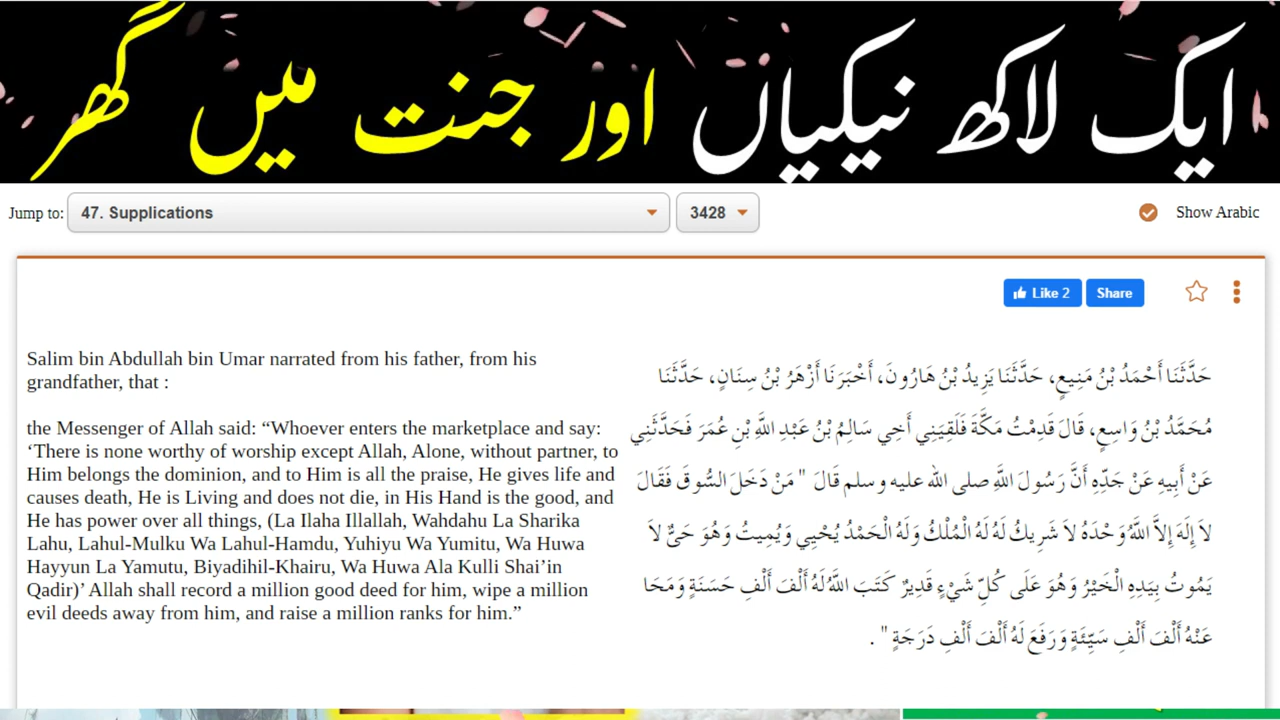 ایک لاکھ نیکیاں اور جنت میں گھر
Jump to: 47. Supplications 3428 Show Arabic
Like 2 Share
Salim bin Abdullah bin Umar narrated from his father, from his
grandfather, that :
the Messenger of Allah said: “Whoever enters the marketplace and say:
‘There is none worthy of worship except Allah, Alone, without partner, to
Him belongs the dominion, and to Him is all the praise, He gives life and
causes death, He is Living and does not die, in His Hand is the good, and
He has power over all things, (La Ilaha Illallah, Wahdahu La Sharika
Lahu, Lahul-Mulku Wa Lahul-Hamdu, Yuhiyu Wa Yumitu, Wa Huwa
Hayyun La Yamutu, Biyadihil-Khairu, Wa Huwa Ala Kulli Shai’in
Qadir)’ Allah shall record a million good deed for him, wipe a million
evil deeds away from him, and raise a million ranks for him.”
حَدَّثَنَا أَحْمَدُ بْنُ مَنِيعٍ، حَدَّثَنَا يَزِيدُ بْنُ هَارُونَ، أَخْبَرَنَا أَزْهَرُ بْنُ سِنَانٍ، حَدَّثَنَا
مُحَمَّدُ بْنُ وَاسِعٍ، قَالَ قَدِمْتُ مَكَّةَ فَلَقِيَنِي أَخِي سَالِمُ بْنُ عَبْدِ اللَّهِ بْنِ عُمَرَ فَحَدَّثَنِي
عَنْ أَبِيهِ عَنْ جَدِّهِ أَنَّ رَسُولَ اللَّهِ صلى الله عليه وسلم قَالَ " مَنْ دَخَلَ السُّوقَ فَقَالَ
لاَ إِلَهَ إِلاَّ اللَّهُ وَحْدَهُ لاَ شَرِيكَ لَهُ لَهُ الْمُلْكُ وَلَهُ الْحَمْدُ يُحْيِي وَيُمِيتُ وَهُوَ حَىٌّ لاَ
يَمُوتُ بِيَدِهِ الْخَيْرُ وَهُوَ عَلَى كُلِّ شَيْءٍ قَدِيرٌ كَتَبَ اللَّهُ لَهُ أَلْفَ أَلْفِ حَسَنَةٍ وَمَحَا
عَنْهُ أَلْفَ أَلْفِ سَيِّئَةٍ وَرَفَعَ لَهُ أَلْفَ أَلْفِ دَرَجَةٍ " .